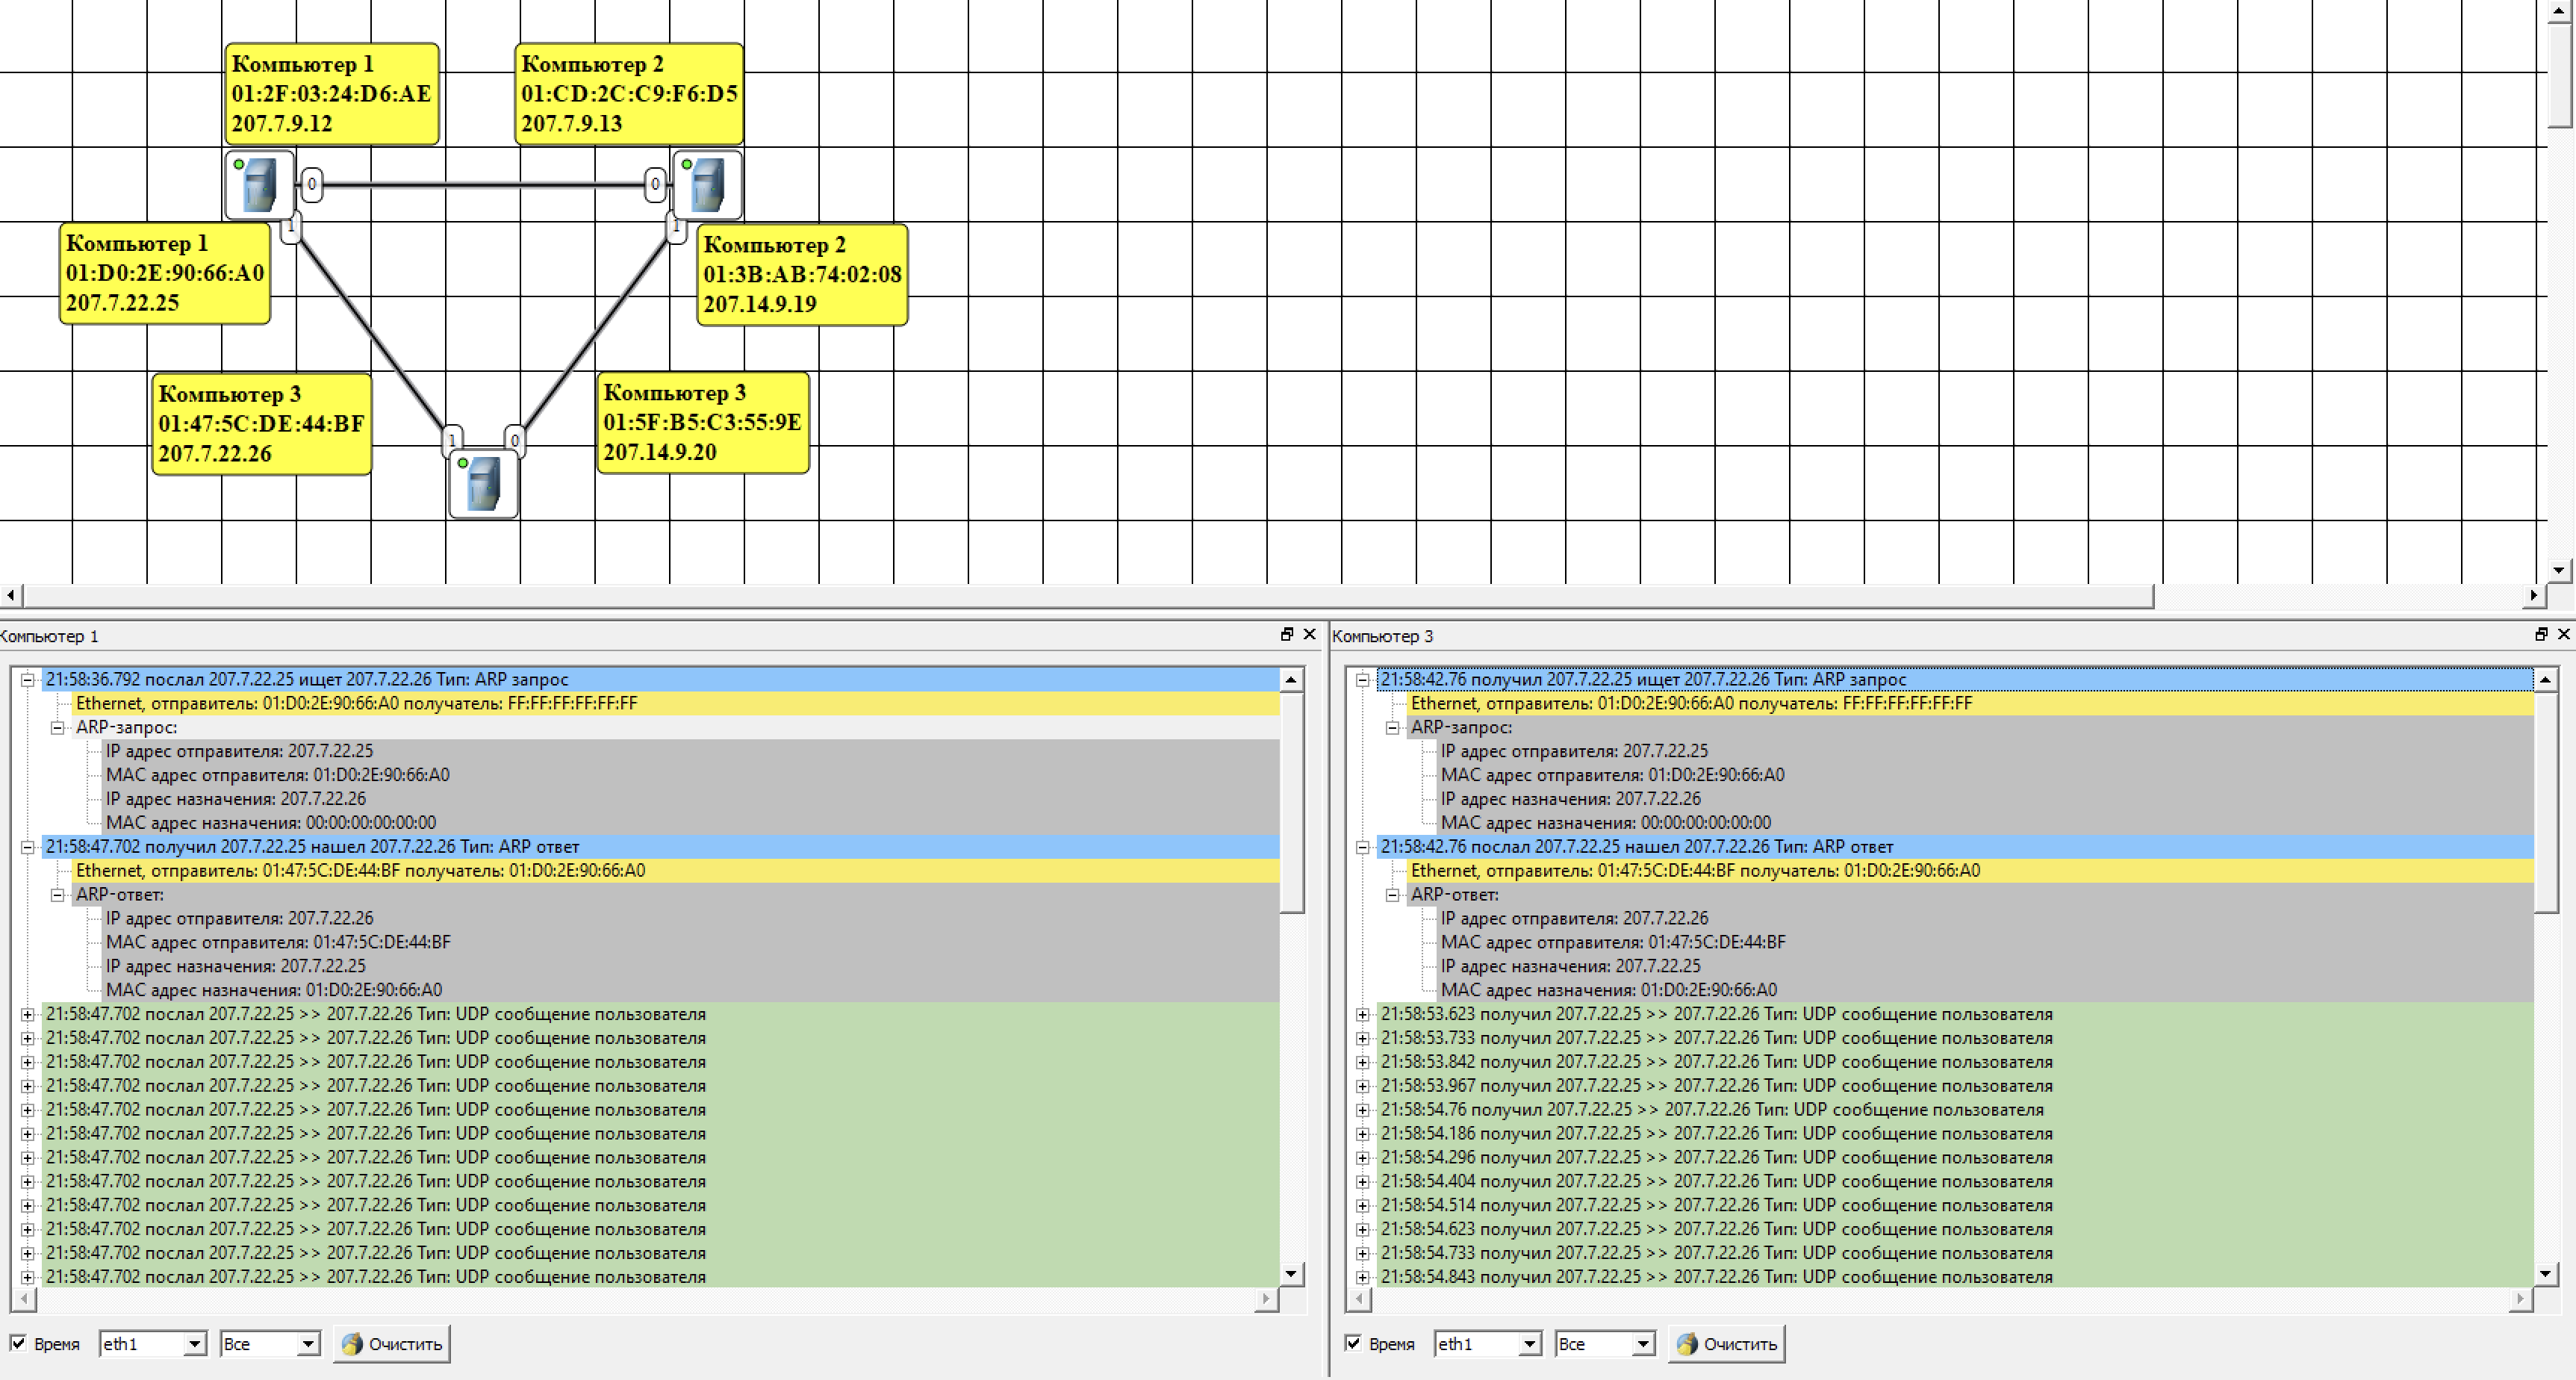 Компьютер 1
01:2F:03:24:D6:AE
207.7.9.12
Компьютер 2
01:CD:2C:C9:F6:D5
207.7.9.13
0
0
1
1
Компьютер 1
01:D0:2E:90:66:A0
207.7.22.25
Компьютер 2
01:3B:AB:74:02:08
207.14.9.19
Компьютер 3
01:47:5C:DE:44:BF
207.7.22.26
Компьютер 3
01:5F:B5:C3:55:9E
207.14.9.20
1
0
Компьютер 1
21:58:36.792 послал 207.7.22.25 ищет 207.7.22.26 Тип: ARP запрос
Ethernet, отправитель: 01:D0:2E:90:66:A0 получатель: FF:FF:FF:FF:FF:FF
ARP-запрос:
IP адрес отправителя: 207.7.22.25
MAC адрес отправителя: 01:D0:2E:90:66:A0
IP адрес назначения: 207.7.22.26
MAC адрес назначения: 00:00:00:00:00:00
21:58:47.702 получил 207.7.22.25 нашел 207.7.22.26 Тип: ARP ответ
Ethernet, отправитель: 01:47:5C:DE:44:BF получатель: 01:D0:2E:90:66:A0
ARP-ответ:
IP адрес отправителя: 207.7.22.26
MAC адрес отправителя: 01:47:5C:DE:44:BF
IP адрес назначения: 207.7.22.25
MAC адрес назначения: 01:D0:2E:90:66:A0
21:58:47.702 послал 207.7.22.25 >> 207.7.22.26 Тип: UDP сообщение пользователя
21:58:47.702 послал 207.7.22.25 >> 207.7.22.26 Тип: UDP сообщение пользователя
21:58:47.702 послал 207.7.22.25 >> 207.7.22.26 Тип: UDP сообщение пользователя
21:58:47.702 послал 207.7.22.25 >> 207.7.22.26 Тип: UDP сообщение пользователя
21:58:47.702 послал 207.7.22.25 >> 207.7.22.26 Тип: UDP сообщение пользователя
21:58:47.702 послал 207.7.22.25 >> 207.7.22.26 Тип: UDP сообщение пользователя
21:58:47.702 послал 207.7.22.25 >> 207.7.22.26 Тип: UDP сообщение пользователя
21:58:47.702 послал 207.7.22.25 >> 207.7.22.26 Тип: UDP сообщение пользователя
21:58:47.702 послал 207.7.22.25 >> 207.7.22.26 Тип: UDP сообщение пользователя
21:58:47.702 послал 207.7.22.25 >> 207.7.22.26 Тип: UDP сообщение пользователя
21:58:47.702 послал 207.7.22.25 >> 207.7.22.26 Тип: UDP сообщение пользователя
21:58:47.702 послал 207.7.22.25 >> 207.7.22.26 Тип: UDP сообщение пользователя
Время eth1 Все Очистить
Компьютер 3
21:58:42.76 получил 207.7.22.25 ищет 207.7.22.26 Тип: ARP запрос
Ethernet, отправитель: 01:D0:2E:90:66:A0 получатель: FF:FF:FF:FF:FF:FF
ARP-запрос:
IP адрес отправителя: 207.7.22.25
MAC адрес отправителя: 01:D0:2E:90:66:A0
IP адрес назначения: 207.7.22.26
MAC адрес назначения: 00:00:00:00:00:00
21:58:42.76 послал 207.7.22.25 нашел 207.7.22.26 Тип: ARP ответ
Ethernet, отправитель: 01:47:5C:DE:44:BF получатель: 01:D0:2E:90:66:A0
ARP-ответ:
IP адрес отправителя: 207.7.22.26
MAC адрес отправителя: 01:47:5C:DE:44:BF
IP адрес назначения: 207.7.22.25
MAC адрес назначения: 01:D0:2E:90:66:A0
21:58:53.623 получил 207.7.22.25 >> 207.7.22.26 Тип: UDP сообщение пользователя
21:58:53.733 получил 207.7.22.25 >> 207.7.22.26 Тип: UDP сообщение пользователя
21:58:53.842 получил 207.7.22.25 >> 207.7.22.26 Тип: UDP сообщение пользователя
21:58:53.967 получил 207.7.22.25 >> 207.7.22.26 Тип: UDP сообщение пользователя
21:58:54.76 получил 207.7.22.25 >> 207.7.22.26 Тип: UDP сообщение пользователя
21:58:54.186 получил 207.7.22.25 >> 207.7.22.26 Тип: UDP сообщение пользователя
21:58:54.296 получил 207.7.22.25 >> 207.7.22.26 Тип: UDP сообщение пользователя
21:58:54.404 получил 207.7.22.25 >> 207.7.22.26 Тип: UDP сообщение пользователя
21:58:54.514 получил 207.7.22.25 >> 207.7.22.26 Тип: UDP сообщение пользователя
21:58:54.623 получил 207.7.22.25 >> 207.7.22.26 Тип: UDP сообщение пользователя
21:58:54.733 получил 207.7.22.25 >> 207.7.22.26 Тип: UDP сообщение пользователя
21:58:54.843 получил 207.7.22.25 >> 207.7.22.26 Тип: UDP сообщение пользователя
Время eth1 Все Очистить